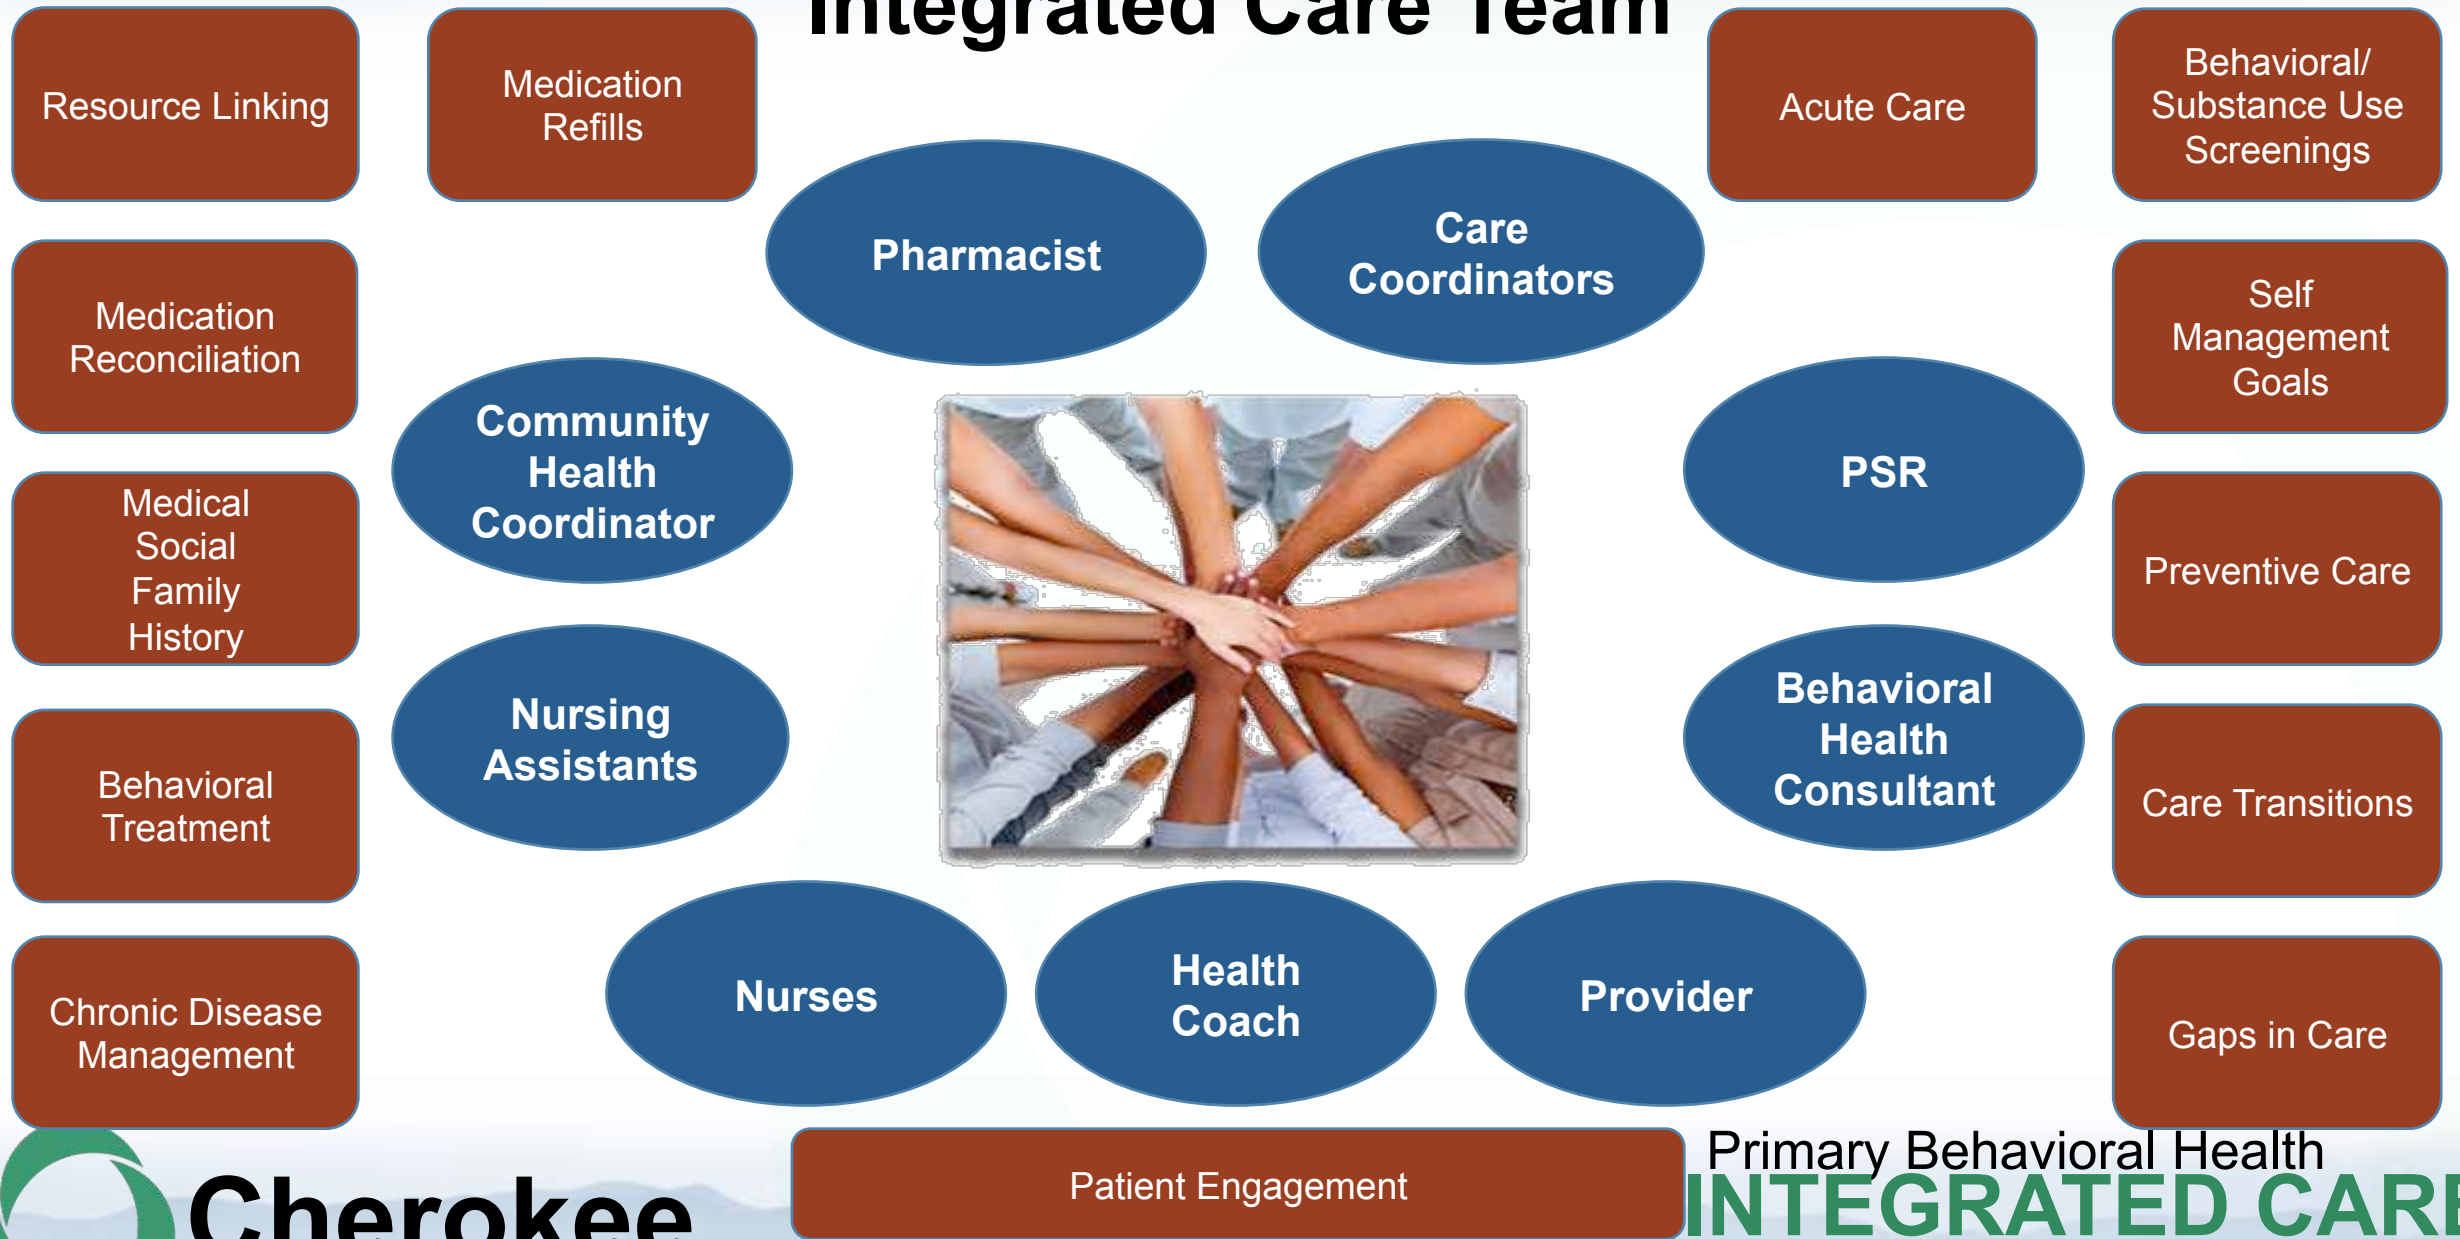 Integrated Care Team
Resource Linking
Medication
Refills
Acute Care
Behavioral/
Substance Use
Screenings
Pharmacist
Care
Coordinators
Medication
Reconciliation
Self
Management
Goals
Community
Health
Coordinator
PSR
Medical
Social
Family
History
Preventive Care
Nursing
Assistants
Behavioral
Health
Consultant
Behavioral
Treatment
Care Transitions
Nurses
Health
Coach
Provider
Chronic Disease
Management
Gaps in Care
Patient Engagement
Primary Behavioral Health
INTEGRATED CARE
Cherokee